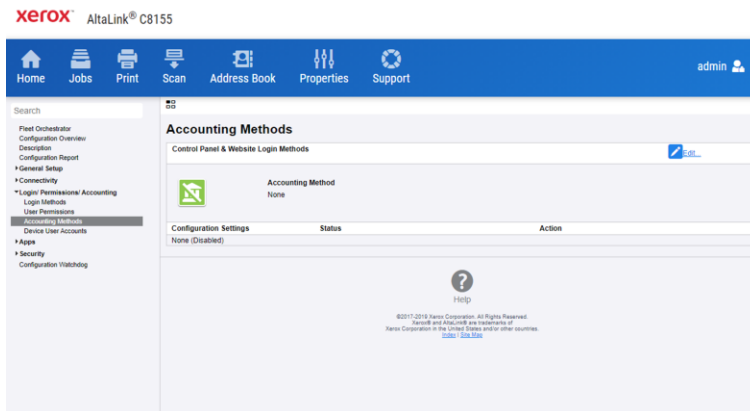 xerox™ AltaLink® C8155
Home Jobs Print Scan Address Book Properties Support admin
Search
Fleet Orchestrator
Configuration Overview
Description
Configuration Report
General Setup
Connectivity
Login/ Permissions/ Accounting
Login Methods
User Permissions
Accounting Methods
Device User Accounts
Apps
Security
Configuration Watchdog
Accounting Methods
Control Panel & Website Login Methods Edit...
Accounting Method
None
Configuration Settings Status Action
None (Disabled)
Help
©2017-2019 Xerox Corporation. All Rights Reserved.
Xerox® and AltaLink® are trademarks of
Xerox Corporation in the United States and/or other countries.
Index | Site Map